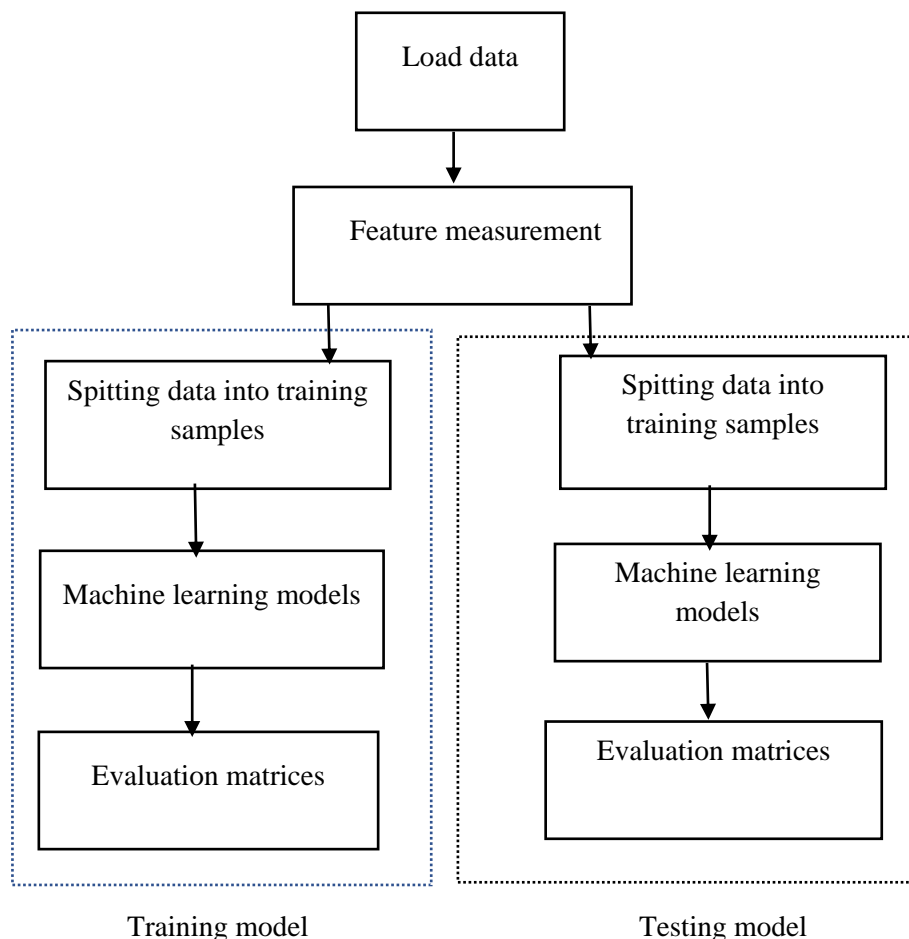 Load data
Feature measurement
Spitting data into training
samples
Machine learning models
Evaluation matrices
Training model
Spitting data into
training samples
Machine learning
models
Evaluation matrices
Testing model